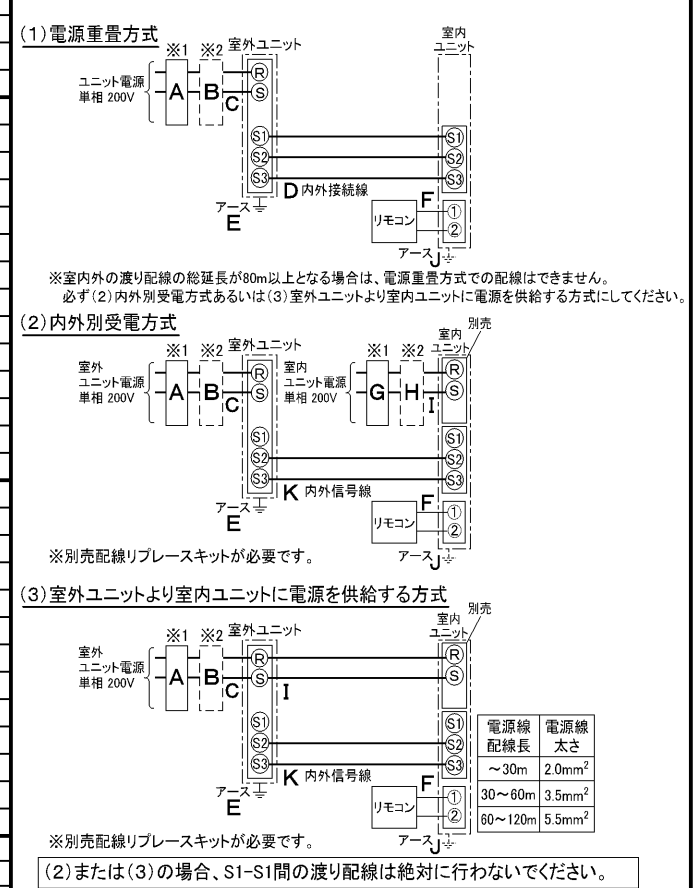 (1)電源重畳方式
※1 ※2 室外ユニット
室内
ユニット
ユニット電源
単相 200V
A
B
C
R
S
S1
S2
S3
S1
S2
S3
D 内外接続線
アース
E
リモコン
F
①
②
アース J
※室内外の渡り配線の総延長が80m以上となる場合は、電源重畳方式での配線はできません。
必ず(2)内外別受電方式あるいは(3)室外ユニットより室内ユニットに電源を供給する方式にしてください。
(2)内外別受電方式
※1 ※2 室外ユニット
※1 ※2
室内
ユニット
別売
室外
ユニット電源
単相 200V
A
B
C
R
S
室内
ユニット電源
単相 200V
G
H
I
R
S
S1
S2
S3
S1
S2
S3
K 内外信号線
アース
E
リモコン
F
①
②
アース J
※別売配線リプレースキットが必要です。
(3)室外ユニットより室内ユニットに電源を供給する方式
※1 ※2 室外ユニット
室内
ユニット
別売
室外
ユニット電源
単相 200V
A
B
C
R
S
I
R
S
S1
S2
S3
S1
S2
S3
K 内外信号線
アース
E
リモコン
F
①
②
アース J
電源線配線長 電源線太さ
～30m 2.0mm²
30～60m 3.5mm²
60～120m 5.5mm²
※別売配線リプレースキットが必要です。
(2)または(3)の場合、S1-S1間の渡り配線は絶対に行わないでください。